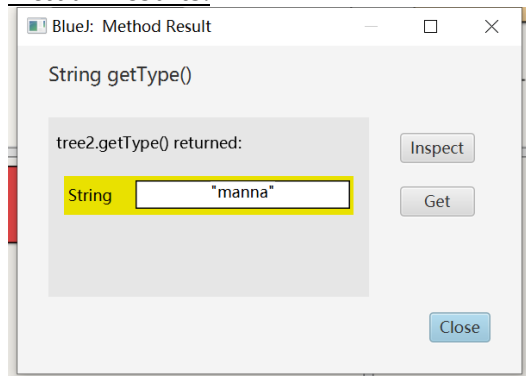 BlueJ: Method Result
String getType()
tree2.getType() returned:
String "manna"
Inspect
Get
Close